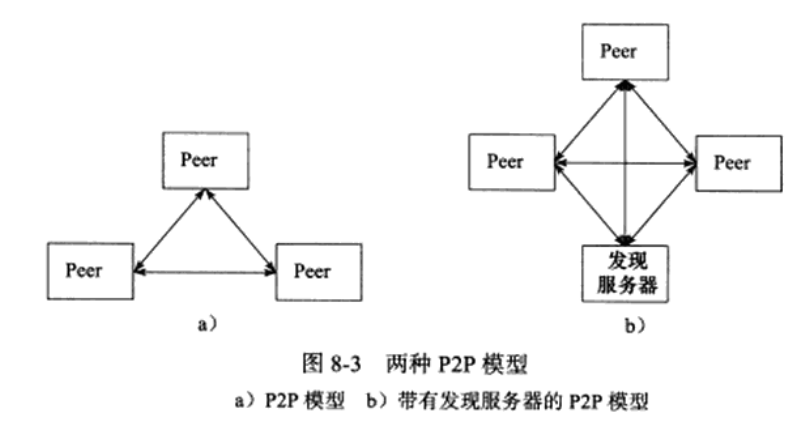 Peer
Peer
Peer
Peer
Peer
Peer
发现
服务器
a）
b）
图 8-3 两种 P2P 模型
a）P2P 模型 b）带有发现服务器的 P2P 模型